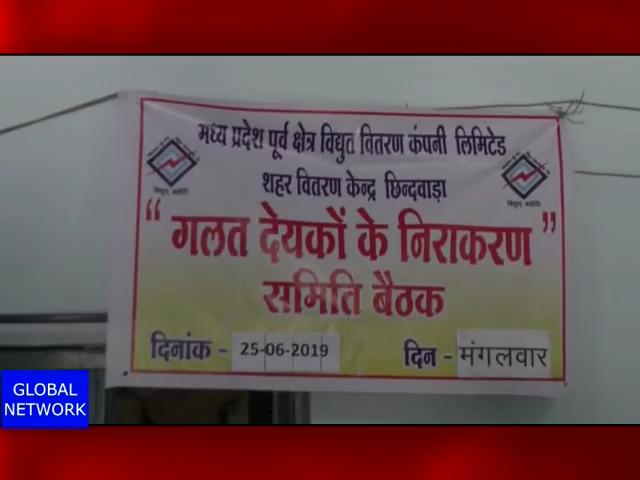 मध्य प्रदेश पूर्व क्षेत्र विद्युत वितरण कंपनी लिमिटेड
शहर वितरण केन्द्र छिन्दवाड़ा
“गलत देयकों के निराकरण”
समिति बैठक
दिनांक - 25-06-2019 दिन - मंगलवार
GLOBAL
NETWORK